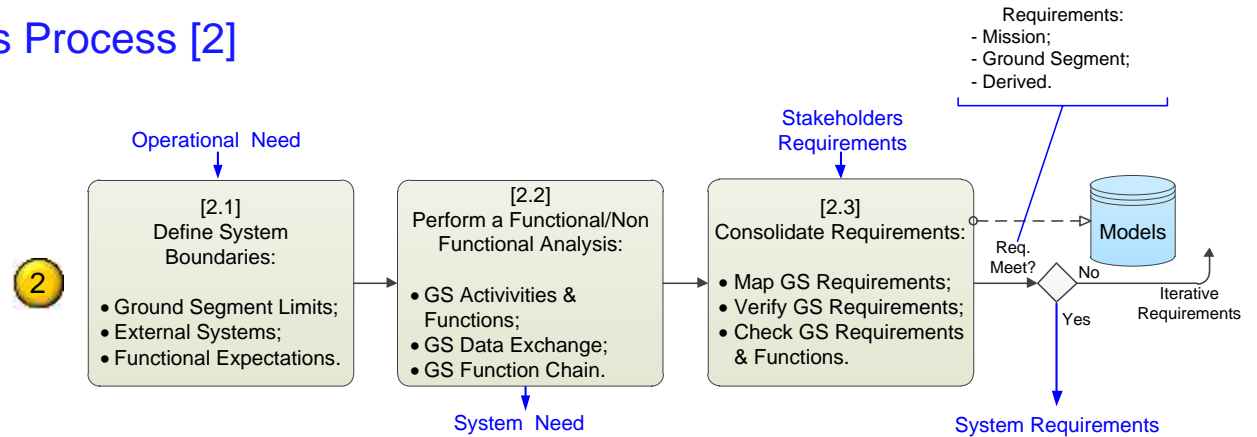 s Process [2]
Requirements:
- Mission;
- Ground Segment;
- Derived.
Operational Need
Stakeholders
Requirements
2
[2.1]
Define System
Boundaries:
• Ground Segment Limits;
• External Systems;
• Functional Expectations.
[2.2]
Perform a Functional/Non
Functional Analysis:
• GS Activivities &
Functions;
• GS Data Exchange;
• GS Function Chain.
[2.3]
Consolidate Requirements:
• Map GS Requirements;
• Verify GS Requirements;
• Check GS Requirements
& Functions.
Models
Req.
Meet?
No
Yes
Iterative
Requirements
System Need
System Requirements